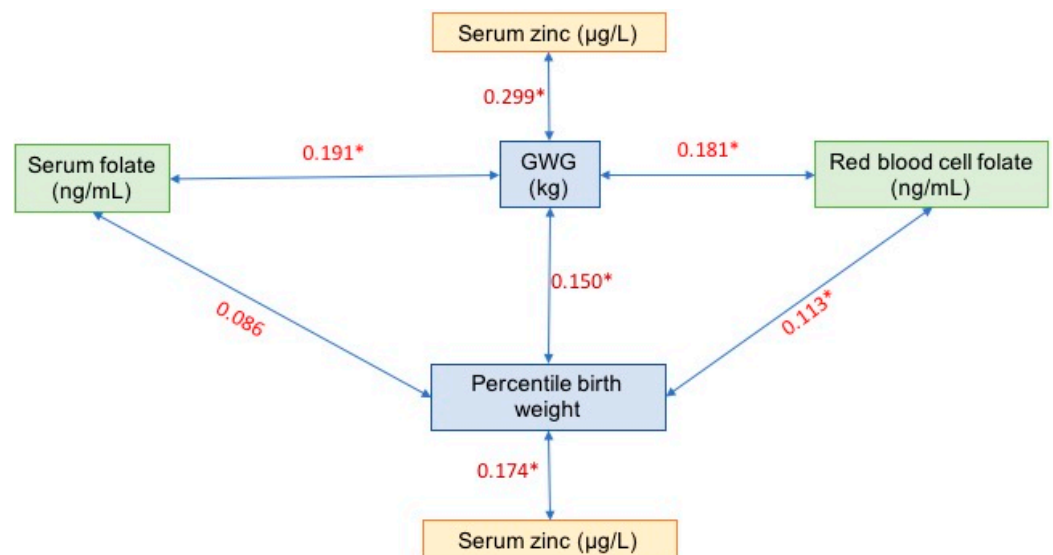 Serum zinc (µg/L)
0.299*
Serum folate
(ng/mL)
0.191*
GWG
(kg)
0.181*
Red blood cell folate
(ng/mL)
0.086
0.150*
0.113*
Percentile birth
weight
0.174*
Serum zinc (µg/L)